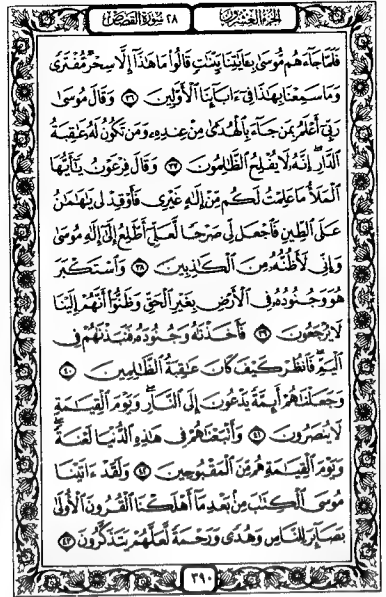 الجزء العشرون ٢٨ سورة القصص
فَلَمَّا جَآءَهُم مُّوسَىٰ بِـَٔايَٰتِنَا بَيِّنَٰتٍ قَالُوا۟ مَا هَٰذَآ إِلَّا سِحْرٌ مُّفْتَرًى
وَمَا سَمِعْنَا بِهَٰذَا فِىٓ ءَابَآئِنَا ٱلْأَوَّلِينَ ٣٦ وَقَالَ مُوسَىٰ
رَبِّىٓ أَعْلَمُ بِمَن جَآءَ بِٱلْهُدَىٰ مِنْ عِندِهِۦ وَمَن تَكُونُ لَهُۥ عَٰقِبَةُ
ٱلدَّارِ ۖ إِنَّهُۥ لَا يُفْلِحُ ٱلظَّٰلِمُونَ ٣٧ وَقَالَ فِرْعَوْنُ يَٰٓأَيُّهَا
ٱلْمَلَأُ مَا عَلِمْتُ لَكُم مِّنْ إِلَٰهٍ غَيْرِى فَأَوْقِدْ لِى يَٰهَٰمَٰنُ
عَلَى ٱلطِّينِ فَٱجْعَل لِّى صَرْحًا لَّعَلِّىٓ أَطَّلِعُ إِلَىٰٓ إِلَٰهِ مُوسَىٰ
وَإِنِّى لَأَظُنُّهُۥ مِنَ ٱلْكَٰذِبِينَ ٣٨ وَٱسْتَكْبَرَ
هُوَ وَجُنُودُهُۥ فِى ٱلْأَرْضِ بِغَيْرِ ٱلْحَقِّ وَظَنُّوٓا۟ أَنَّهُمْ إِلَيْنَا
لَا يُرْجَعُونَ ٣٩ فَأَخَذْنَٰهُ وَجُنُودَهُۥ فَنَبَذْنَٰهُمْ فِى
ٱلْيَمِّ ۖ فَٱنظُرْ كَيْفَ كَانَ عَٰقِبَةُ ٱلظَّٰلِمِينَ ٤٠
وَجَعَلْنَٰهُمْ أَئِمَّةً يَدْعُونَ إِلَى ٱلنَّارِ ۖ وَيَوْمَ ٱلْقِيَٰمَةِ
لَا يُنصَرُونَ ٤١ وَأَتْبَعْنَٰهُمْ فِى هَٰذِهِ ٱلدُّنْيَا لَعْنَةً ۖ
وَيَوْمَ ٱلْقِيَٰمَةِ هُم مِّنَ ٱلْمَقْبُوحِينَ ٤٢ وَلَقَدْ ءَاتَيْنَا
مُوسَى ٱلْكِتَٰبَ مِنۢ بَعْدِ مَآ أَهْلَكْنَا ٱلْقُرُونَ ٱلْأُولَىٰ
بَصَآئِرَ لِلنَّاسِ وَهُدًى وَرَحْمَةً لَّعَلَّهُمْ يَتَذَكَّرُونَ ٤٣
٣٩٠